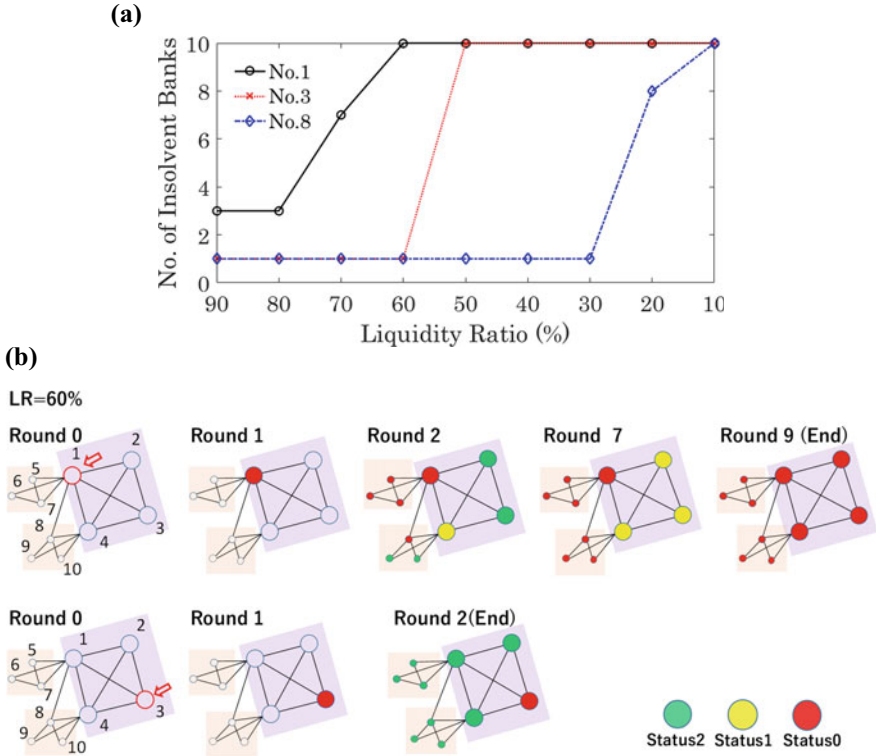 (a)
No. of Insolvent Banks
10
8
6
4
2
0
No.1
No.3
No.8
90 80 70 60 50 40 30 20 10
Liquidity Ratio (%)
(b)
LR=60%
Round 0 Round 1 Round 2 Round 7 Round 9 (End)
1 2
5
6
7
8
3
9 4
10
Round 0 Round 1 Round 2(End)
1 2
5
6
7
8
3
9 4
10
Status2 Status1 Status0